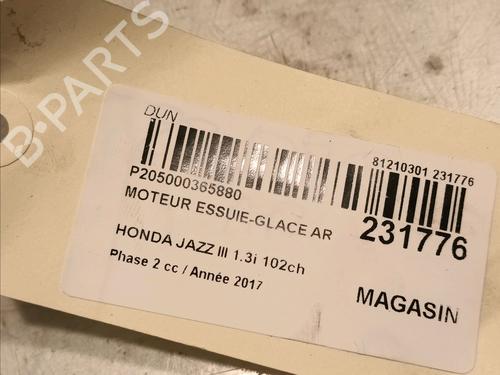 B-PARTS
DUN
P205000365880
81210301 231776
MOTEUR ESSUIE-GLACE AR
231776
HONDA JAZZ III 1.3i 102ch
Phase 2 cc / Année 2017
MAGASIN